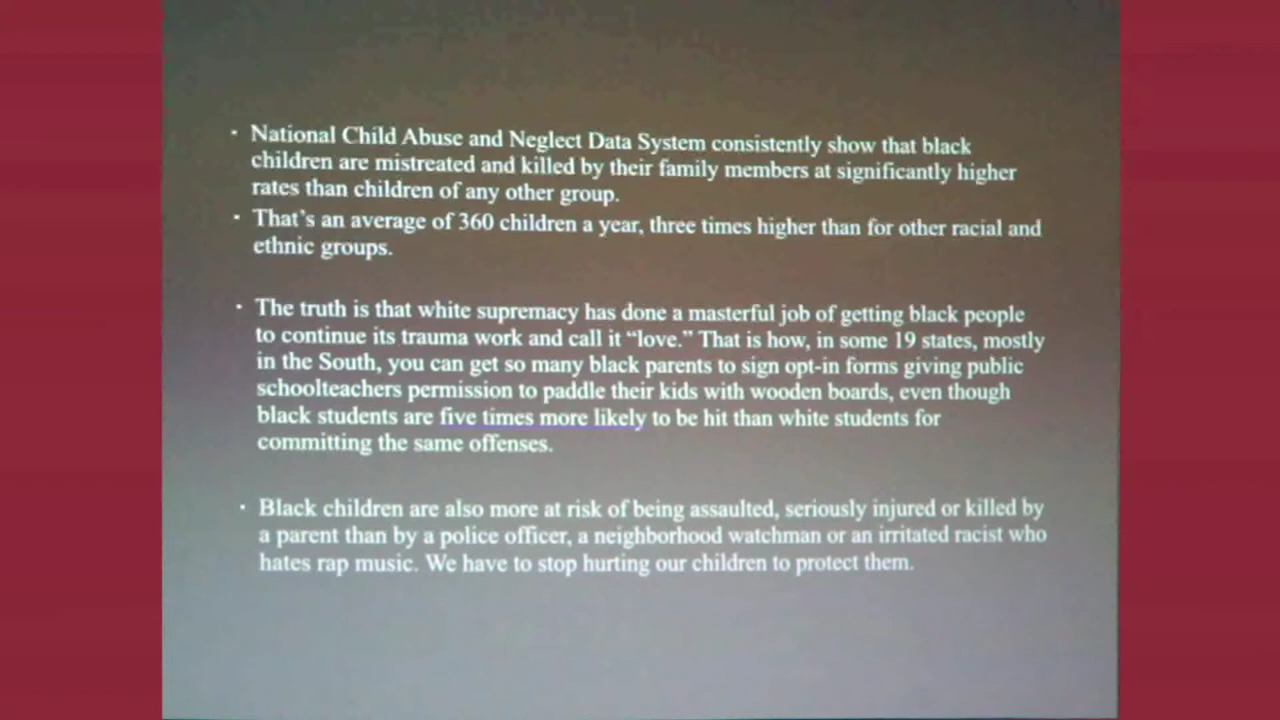 · National Child Abuse and Neglect Data System consistently show that black
children are mistreated and killed by their family members at significantly higher
rates than children of any other group.
· That’s an average of 360 children a year, three times higher than for other racial and
ethnic groups.
· The truth is that white supremacy has done a masterful job of getting black people
to continue its trauma work and call it “love.” That is how, in some 19 states, mostly
in the South, you can get so many black parents to sign opt-in forms giving public
schoolteachers permission to paddle their kids with wooden boards, even though
black students are five times more likely to be hit than white students for
committing the same offenses.
· Black children are also more at risk of being assaulted, seriously injured or killed by
a parent than by a police officer, a neighborhood watchman or an irritated racist who
hates rap music. We have to stop hurting our children to protect them.